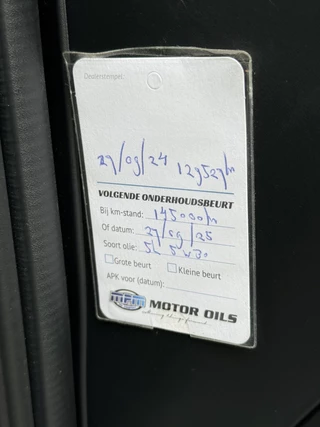 Dealerstempel:
27/09/24 129527km
VOLGENDE ONDERHOUDSBEURT
Bij km-stand: 145000km
Of datum: 27/09/25
Soort olie: 5L 5W30
Grote beurt Kleine beurt
APK voor (datum):
MPM MOTOR OILS